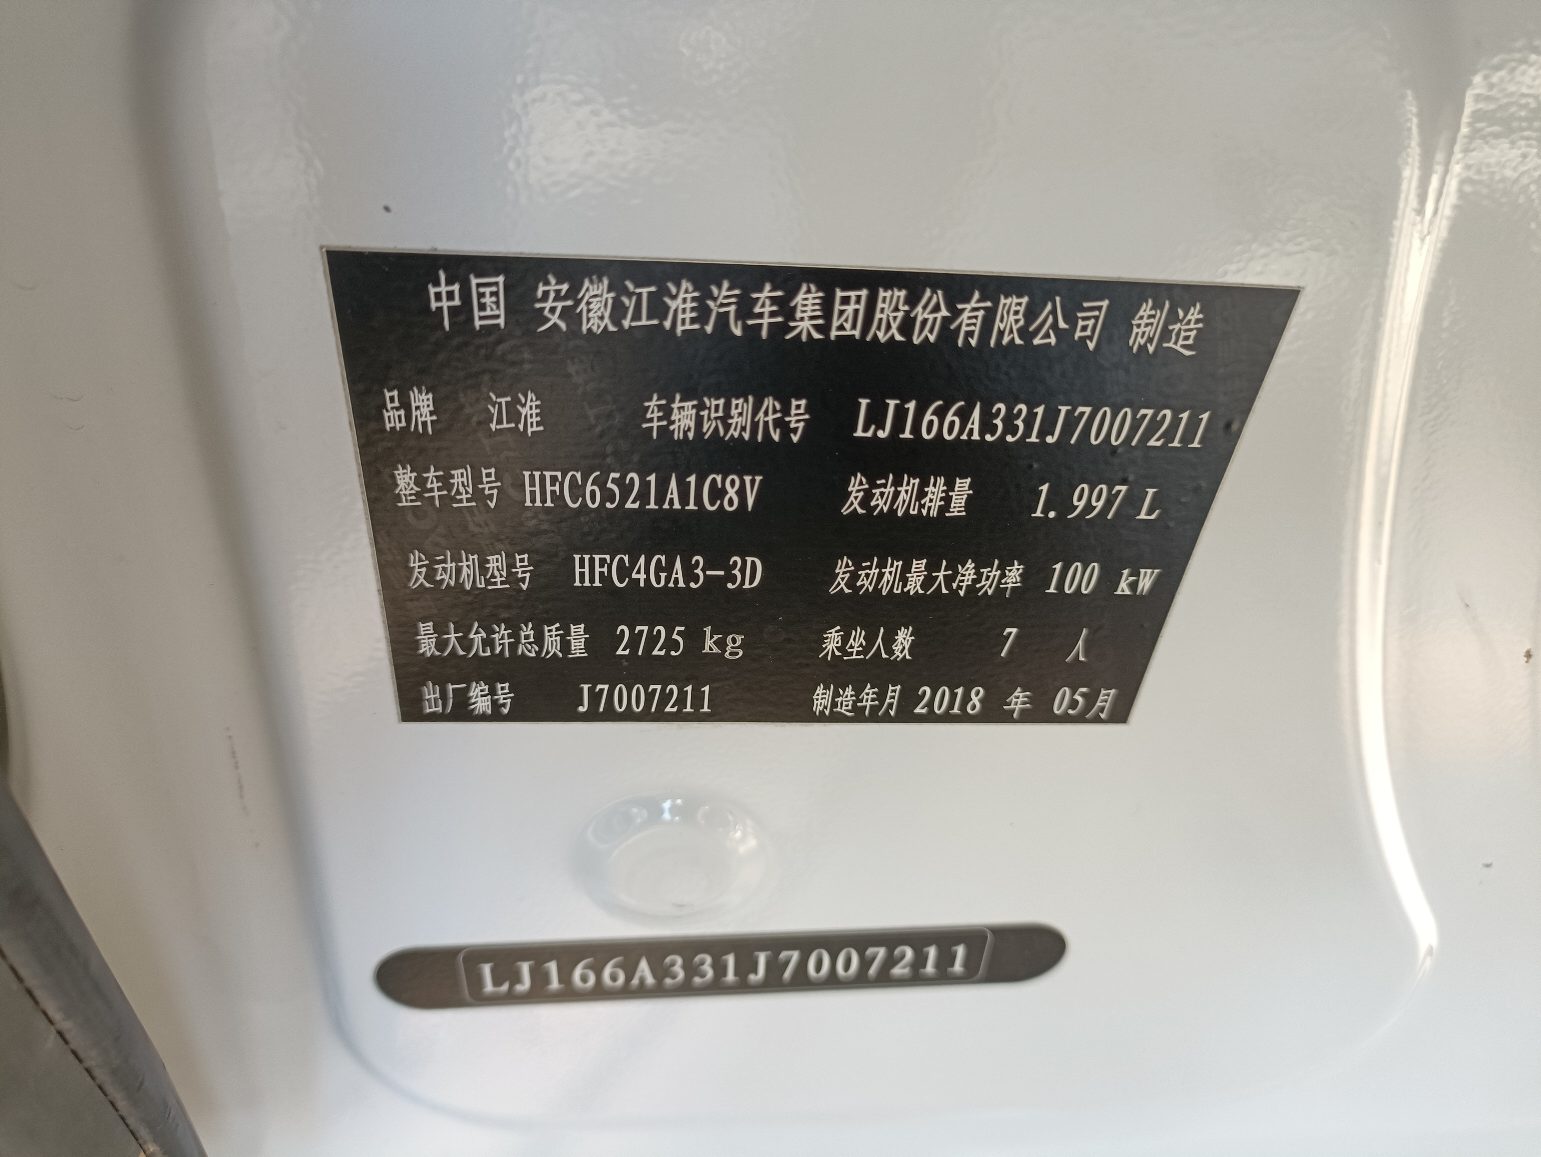 中国 安徽江淮汽车集团股份有限公司 制造
品牌 江淮 车辆识别代号 LJ166A331J7007211
整车型号 HFC6521A1C8V 发动机排量 1.997 L
发动机型号 HFC4GA3-3D 发动机最大净功率 100 kW
最大允许总质量 2725 kg 乘坐人数 7 人
出厂编号 J7007211 制造年月 2018 年 05月
LJ166A331J7007211